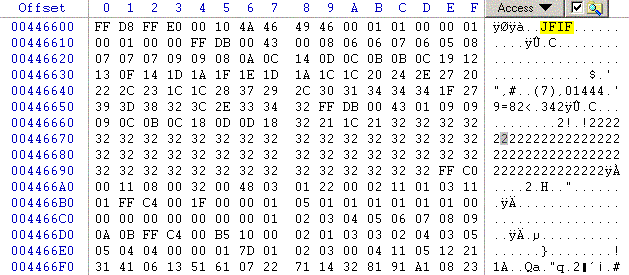 Offset 0 1 2 3 4 5 6 7 8 9 A B C D E F Access
00446600 FF D8 FF E0 00 10 4A 46 49 46 00 01 01 00 00 01 ÿØÿà..JFIF......
00446610 00 01 00 00 FF DB 00 43 00 08 06 06 07 06 05 08 ....ÿÛ.C........
00446620 07 07 07 09 09 08 0A 0C 14 0D 0C 0B 0B 0C 19 12 ................
00446630 13 0F 14 1D 1A 1F 1E 1D 1A 1C 1C 20 24 2E 27 20 ........... $.'
00446640 22 2C 23 1C 1C 28 37 29 2C 30 31 34 34 34 1F 27 ",#..(7),01444.'
00446650 39 3D 38 32 3C 2E 33 34 32 FF DB 00 43 01 09 09 9=82<.342ÿÛ.C...
00446660 09 0C 0B 0C 18 0D 0D 18 32 21 1C 21 32 32 32 32 ........2!.!2222
00446670 32 32 32 32 32 32 32 32 32 32 32 32 32 32 32 32 2222222222222222
00446680 32 32 32 32 32 32 32 32 32 32 32 32 32 32 32 32 2222222222222222
00446690 32 32 32 32 32 32 32 32 32 32 32 32 32 32 FF C0 22222222222222ÿÀ
004466A0 00 11 08 00 32 00 48 03 01 22 00 02 11 01 03 11 ....2.H.."......
004466B0 01 FF C4 00 1F 00 00 01 05 01 01 01 01 01 01 00 .ÿÄ.............
004466C0 00 00 00 00 00 00 00 01 02 03 04 05 06 07 08 09 ................
004466D0 0A 0B FF C4 00 B5 10 00 02 01 03 03 02 04 03 05 ..ÿÄ.µ..........
004466E0 05 04 04 00 00 01 7D 01 02 03 00 04 11 05 12 21 ......}........!
004466F0 31 41 06 13 51 61 07 22 71 14 32 81 91 A1 08 23 1A..Qa."q.2